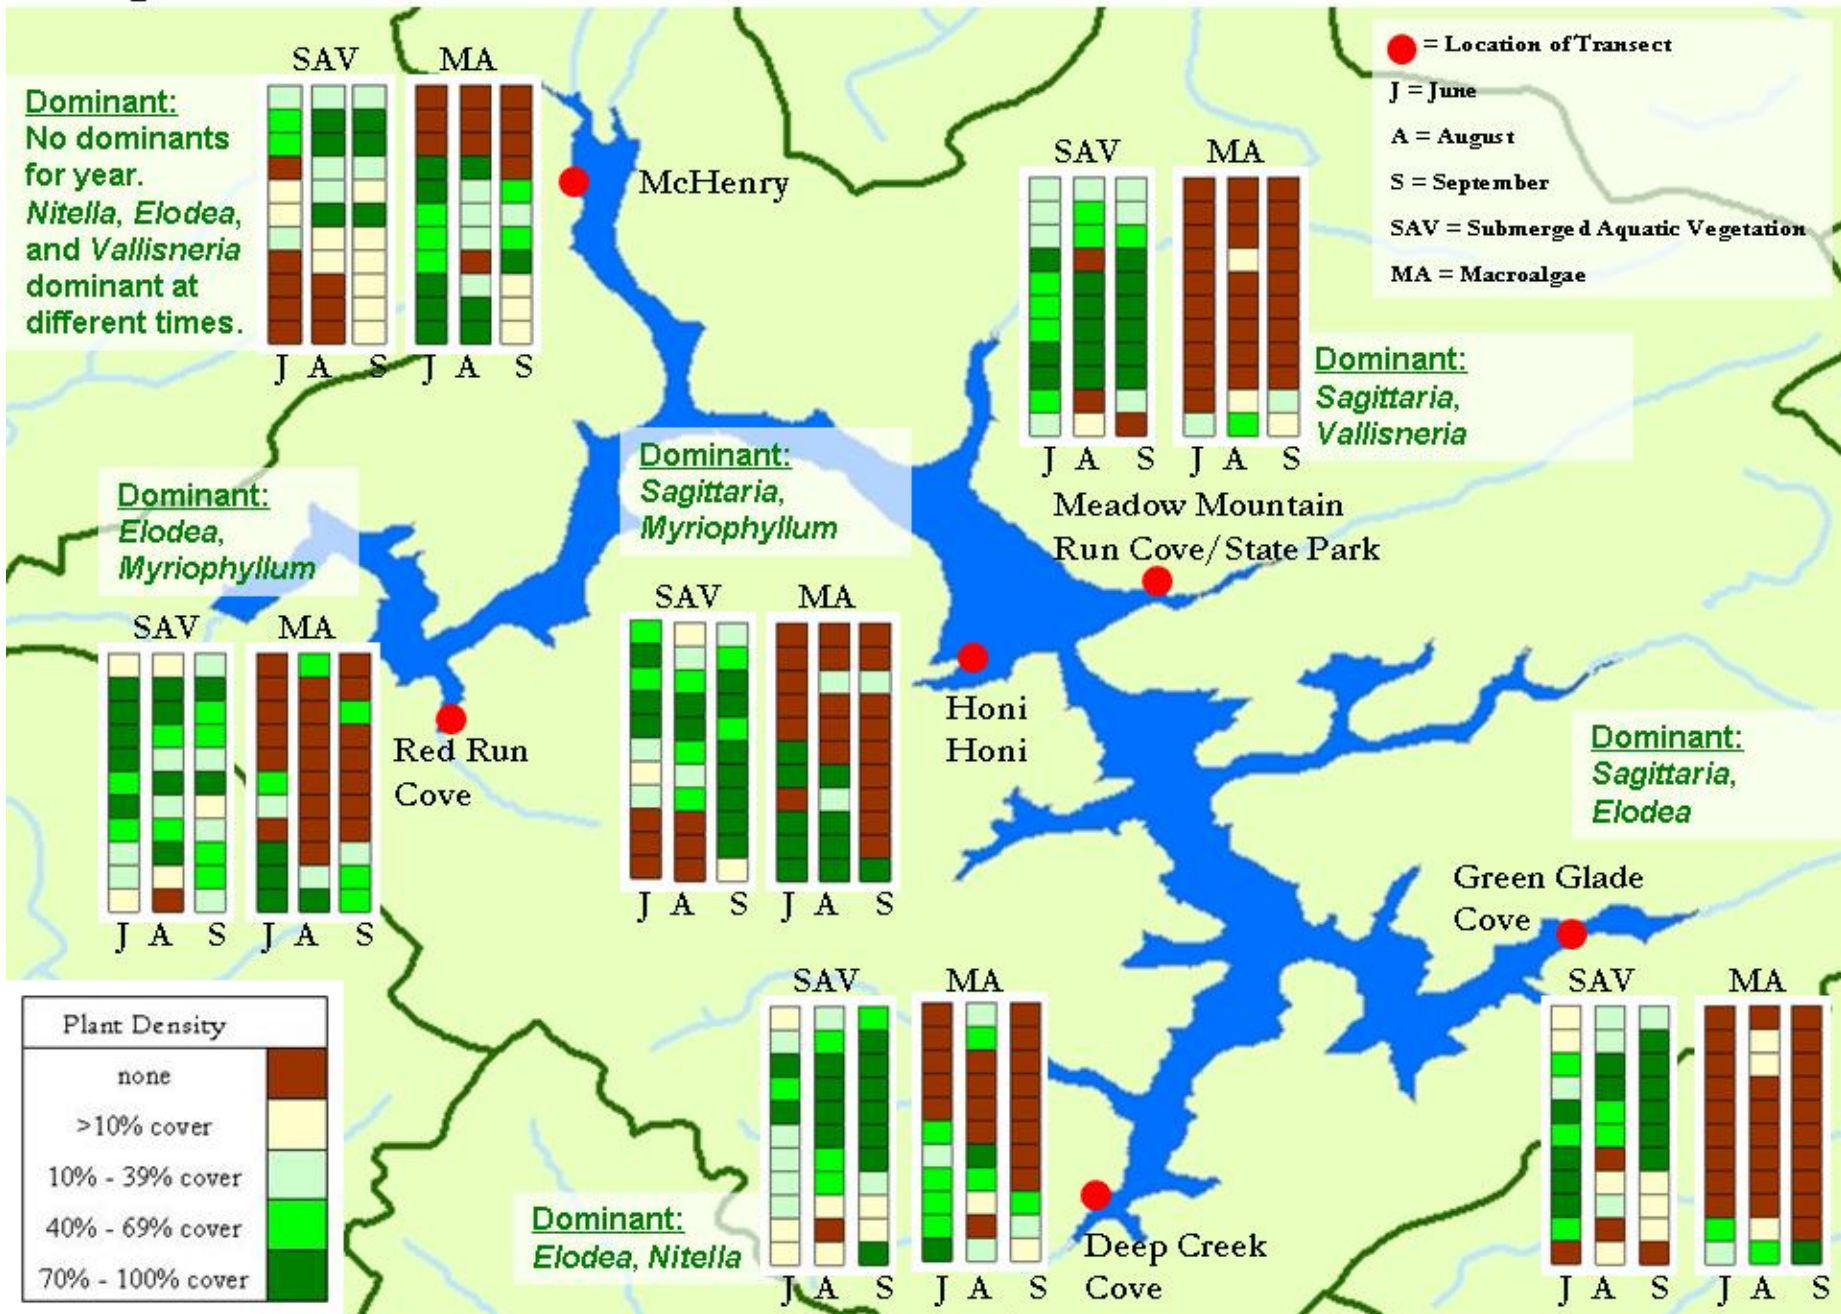 SAV MA
Dominant:
No dominants
for year.
Nitella, Elodea,
and Vallisneria
dominant at
different times.
J A S J A S
McHenry
= Location of Transect
J = June
A = August
S = September
SAV = Submerged Aquatic Vegetation
MA = Macroalgae
SAV MA
J A S J A S
Dominant:
Sagittaria,
Vallisneria
Meadow Mountain
Run Cove/State Park
Dominant:
Elodea,
Myriophyllum
SAV MA
J A S J A S
Red Run
Cove
Dominant:
Sagittaria,
Myriophyllum
SAV MA
J A S J A S
Honi
Honi
Dominant:
Sagittaria,
Elodea
Green Glade
Cove
SAV MA
J A S J A S
SAV MA
J A S J A S
Dominant:
Elodea, Nitella
Deep Creek
Cove
Plant Density
none
>10% cover
10% - 39% cover
40% - 69% cover
70% - 100% cover